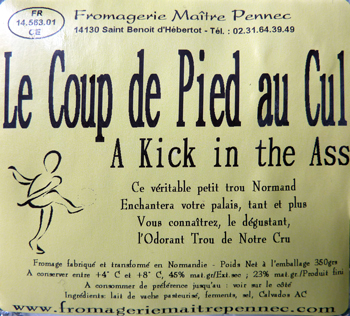 FR
14,583.01
CE
Fromagerie Maître Pennec
14130 Saint Benoit d'Hébertot - Tél. : 02.31.64.39.49
Le Coup de Pied au Cul
A Kick in the Ass
Ce véritable petit trou Normand
Enchantera votre palais, tant et plus
Vous connaîtrez, le dégustant,
l'Odorant Trou de Notre Cru
Fromage fabriqué et transformé en Normandie - Poids Net à l'emballage 350grs
A conserver entre +4° C et +8° C, 45% mat.gr/Ext.sec ; 23% mat.gr/Produit fini
A consommer de préférence jusqu'au : voir sur le côté
Ingrédients: lait de vache pasteurisé, ferments, sel, Calvados AC
www.fromageriemaitrepennec.com